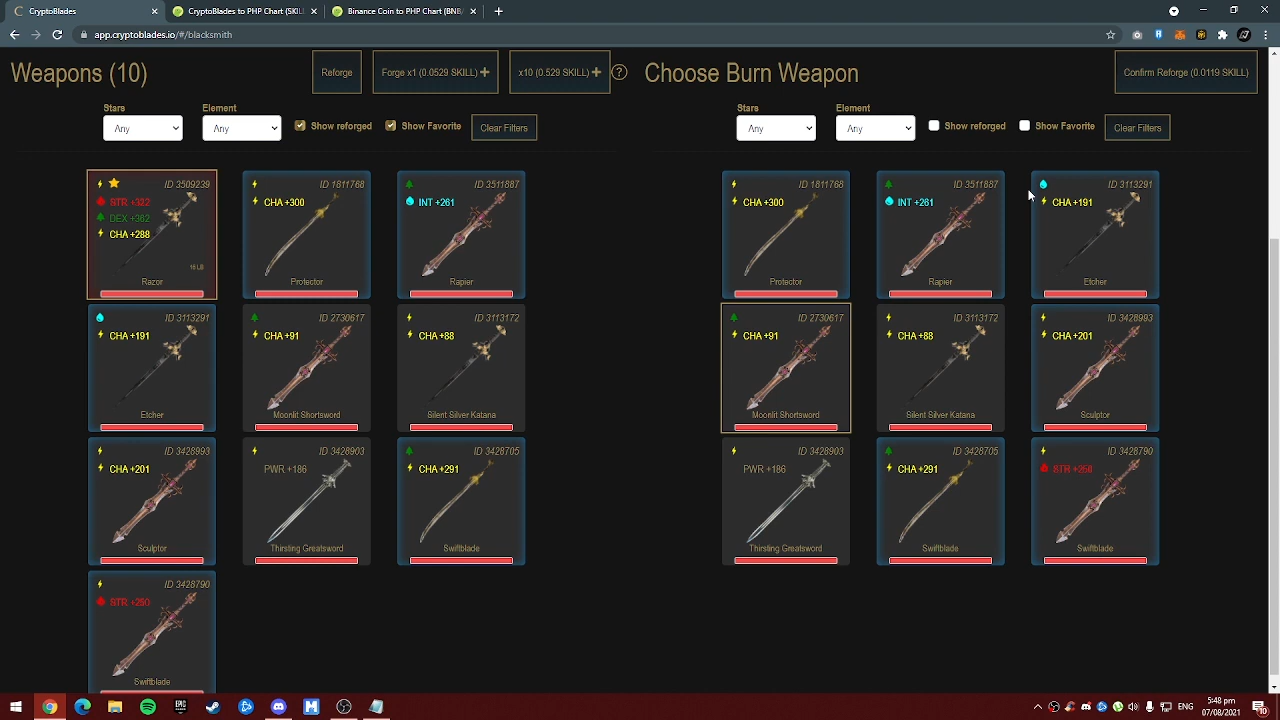 CryptoBlades
CryptoBlades to PHP Chart (SKILL
Binance Coin to PHP Chart (BNB/
app.cryptoblades.io/#/blacksmith
Weapons (10)
Reforge
Forge x1 (0.0529 SKILL)
x10 (0.529 SKILL)
Choose Burn Weapon
Confirm Reforge (0.0119 SKILL)
Stars
Element
Any
Any
Show reforged
Show Favorite
Clear Filters
Stars
Element
Any
Any
Show reforged
Show Favorite
Clear Filters
ID 3509239
STR +322
DEX +362
CHA +288
Razor
ID 1811768
CHA +300
Protector
ID 3511887
INT +261
Rapier
ID 1811768
CHA +300
Protector
ID 3511887
INT +261
Rapier
ID 3113291
CHA +191
Etcher
ID 3113291
CHA +191
Etcher
ID 2730617
CHA +91
Moonlit Shortsword
ID 3113172
CHA +88
Silent Silver Katana
ID 2730617
CHA +91
Moonlit Shortsword
ID 3113172
CHA +88
Silent Silver Katana
ID 3428993
CHA +201
Sculptor
ID 3428993
CHA +201
Sculptor
ID 3428903
PWR +186
Thirsting Greatsword
ID 3428705
CHA +291
Swiftblade
ID 3428903
PWR +186
Thirsting Greatsword
ID 3428705
CHA +291
Swiftblade
ID 3428790
Swiftblade
ID 3428790
Swiftblade
ENG
5:48 pm
07/08/2021